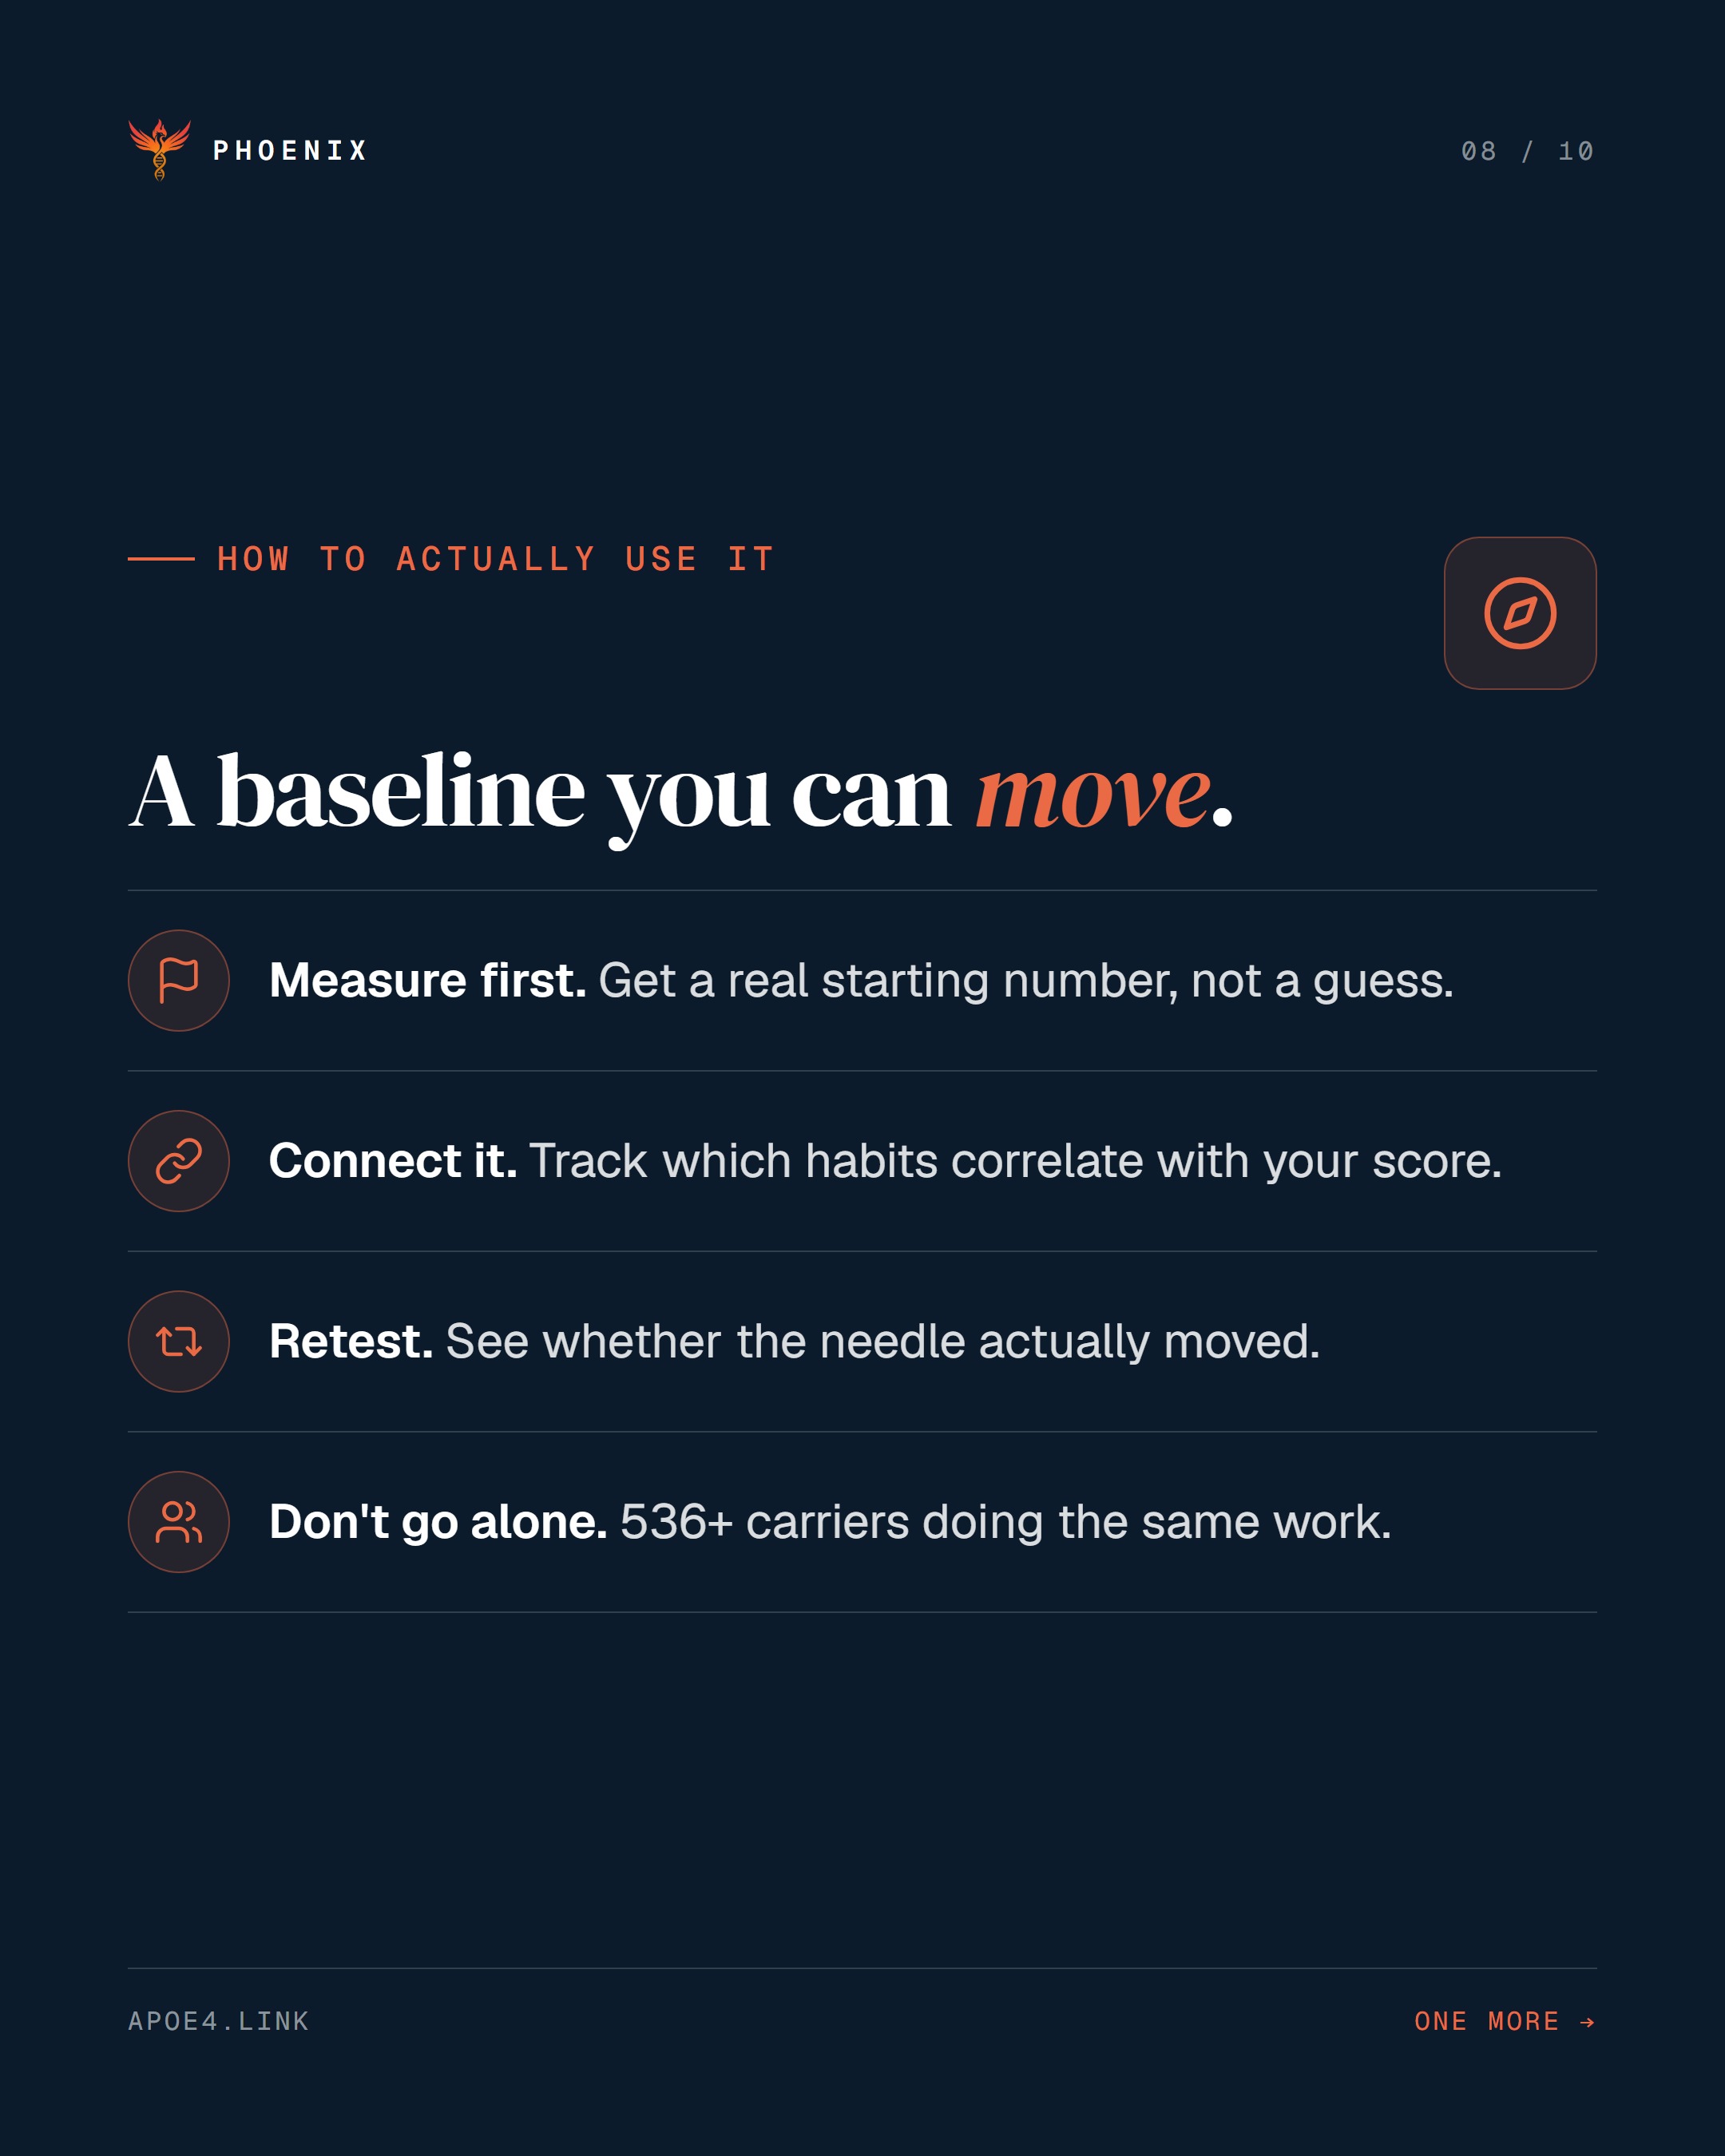 PHOENIX
08 / 10
HOW TO ACTUALLY USE IT
A baseline you can move.
Measure first. Get a real starting number, not a guess.
Connect it. Track which habits correlate with your score.
Retest. See whether the needle actually moved.
Don't go alone. 536+ carriers doing the same work.
APOE4.LINK
ONE MORE →